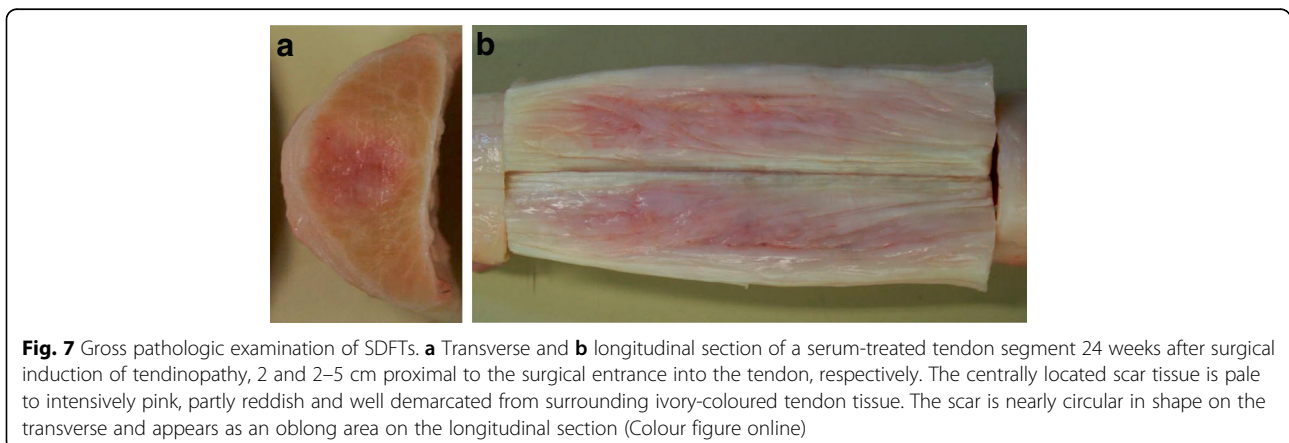 a
b
Fig. 7 Gross pathologic examination of SDFTs. a Transverse and b longitudinal section of a serum-treated tendon segment 24 weeks after surgical
induction of tendinopathy, 2 and 2–5 cm proximal to the surgical entrance into the tendon, respectively. The centrally located scar tissue is pale
to intensively pink, partly reddish and well demarcated from surrounding ivory-coloured tendon tissue. The scar is nearly circular in shape on the
transverse and appears as an oblong area on the longitudinal section (Colour figure online)